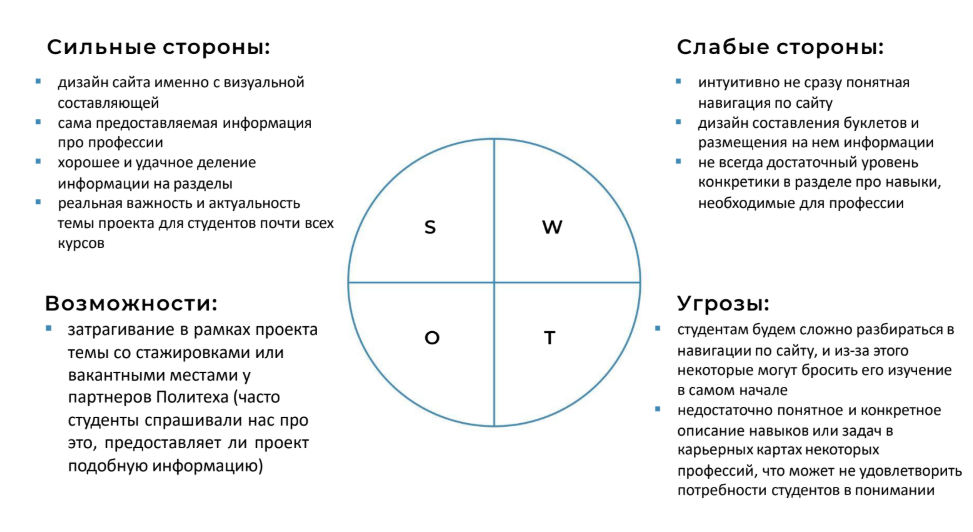 Сильные стороны:
дизайн сайта именно с визуальной
составляющей
сама предоставляемая информация
про профессии
хорошее и удачное деление
информации на разделы
реальная важность и актуальность
темы проекта для студентов почти всех
курсов
Слабые стороны:
интуитивно не сразу понятная
навигация по сайту
дизайн составления буклетов и
размещения на нем информации
не всегда достаточный уровень
конкретики в разделе про навыки,
необходимые для профессии
S
W
O
T
Возможности:
затрагивание в рамках проекта
темы со стажировками или
вакантными местами у
партнеров Политеха (часто
студенты спрашивали нас про
это, предоставляет ли проект
подобную информацию)
Угрозы:
студентам будем сложно разбираться в
навигации по сайту, и из-за этого
некоторые могут бросить его изучение
в самом начале
недостаточно понятное и конкретное
описание навыков или задач в
карьерных картах некоторых
профессий, что может не удовлетворить
потребности студентов в понимании